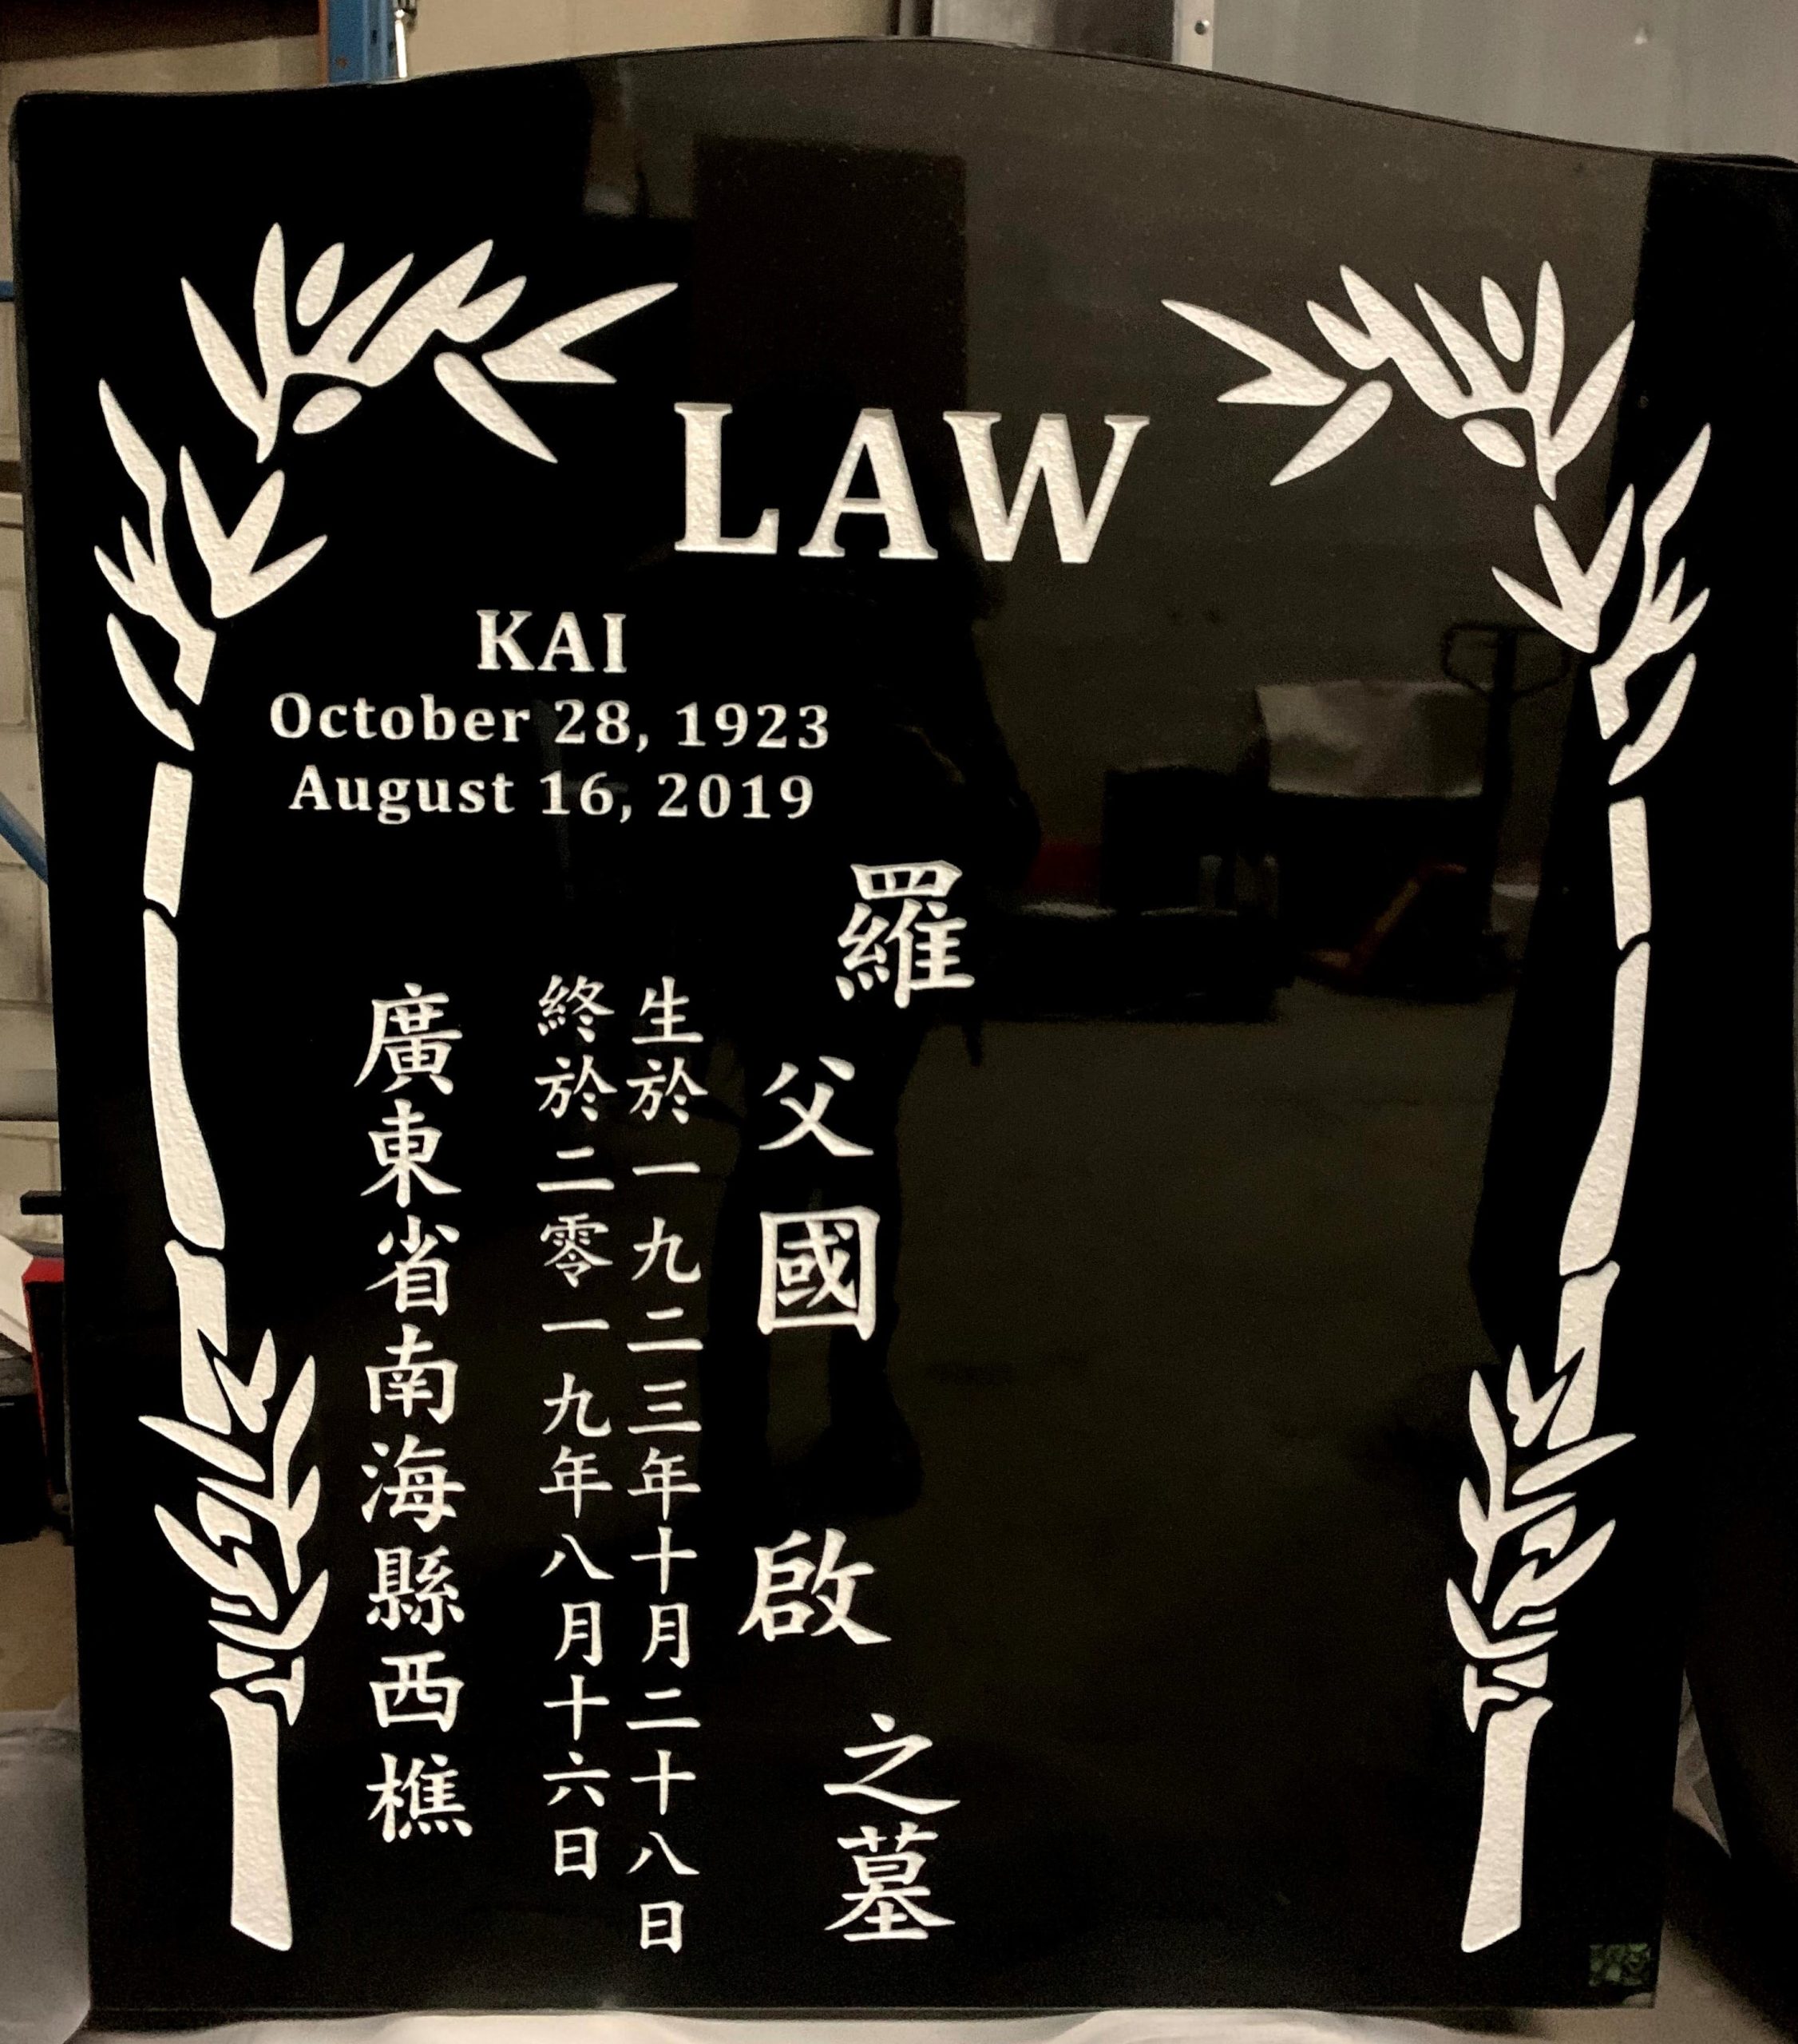 LAW
KAI
October 28, 1923
August 16, 2019
羅
父國啟
之墓
生於一九二三年十月二十八日
終於二零一九年八月十六日
廣東省南海縣西樵